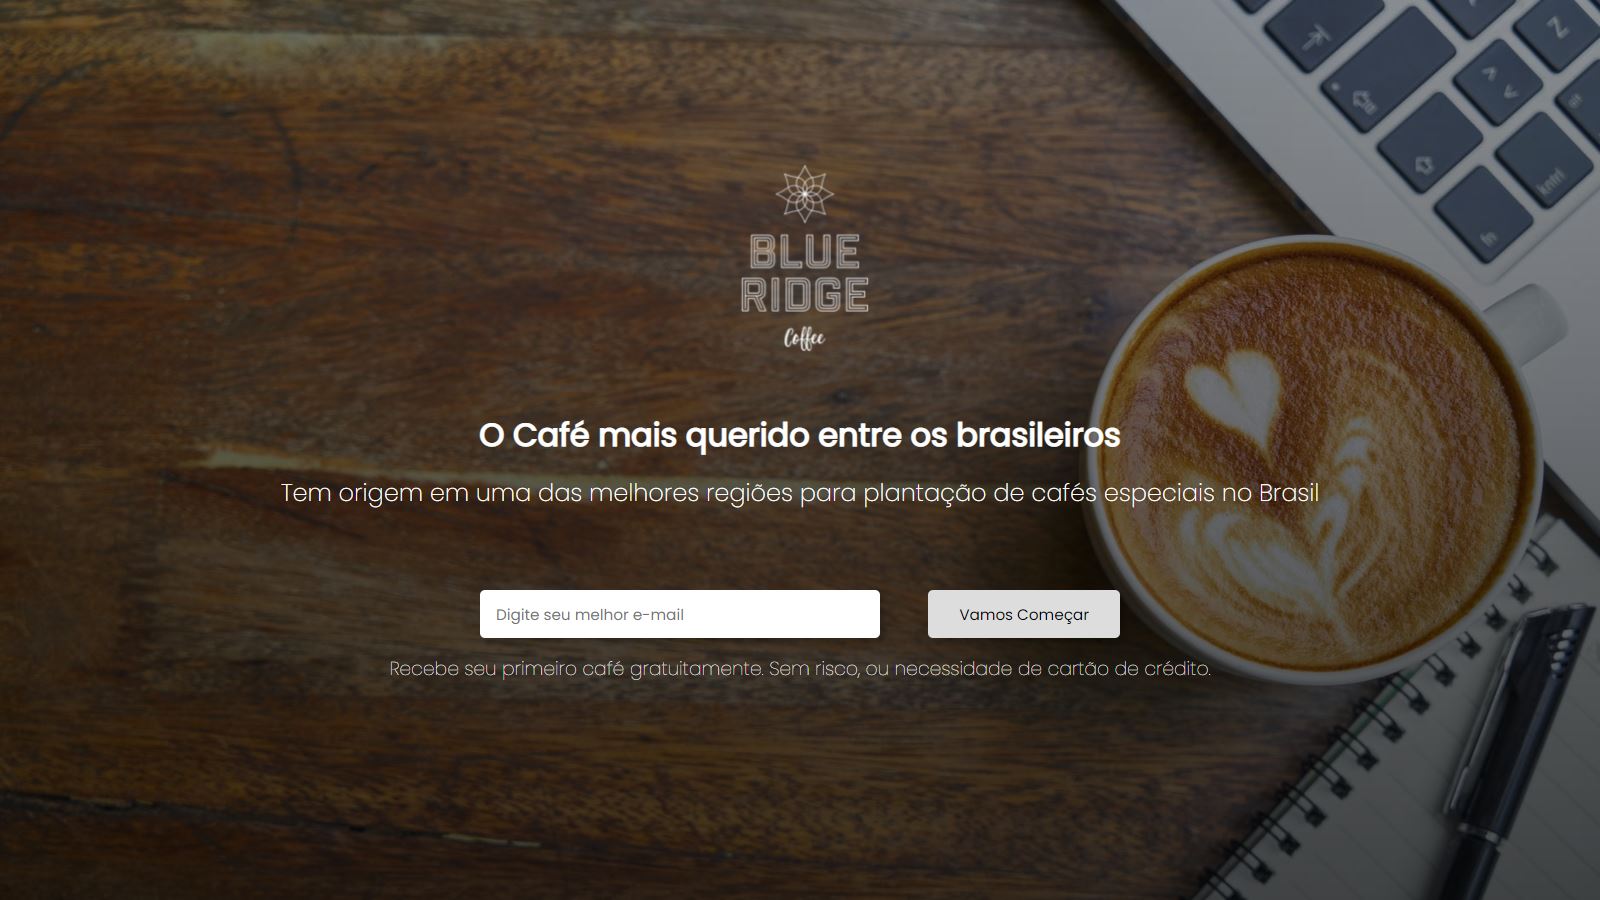 BLUE
RIDGE
Coffee
O Café mais querido entre os brasileiros
Tem origem em uma das melhores regiões para plantação de cafés especiais no Brasil
Digite seu melhor e-mail
Vamos Começar
Recebe seu primeiro café gratuitamente. Sem risco, ou necessidade de cartão de crédito.
Z
kntrl